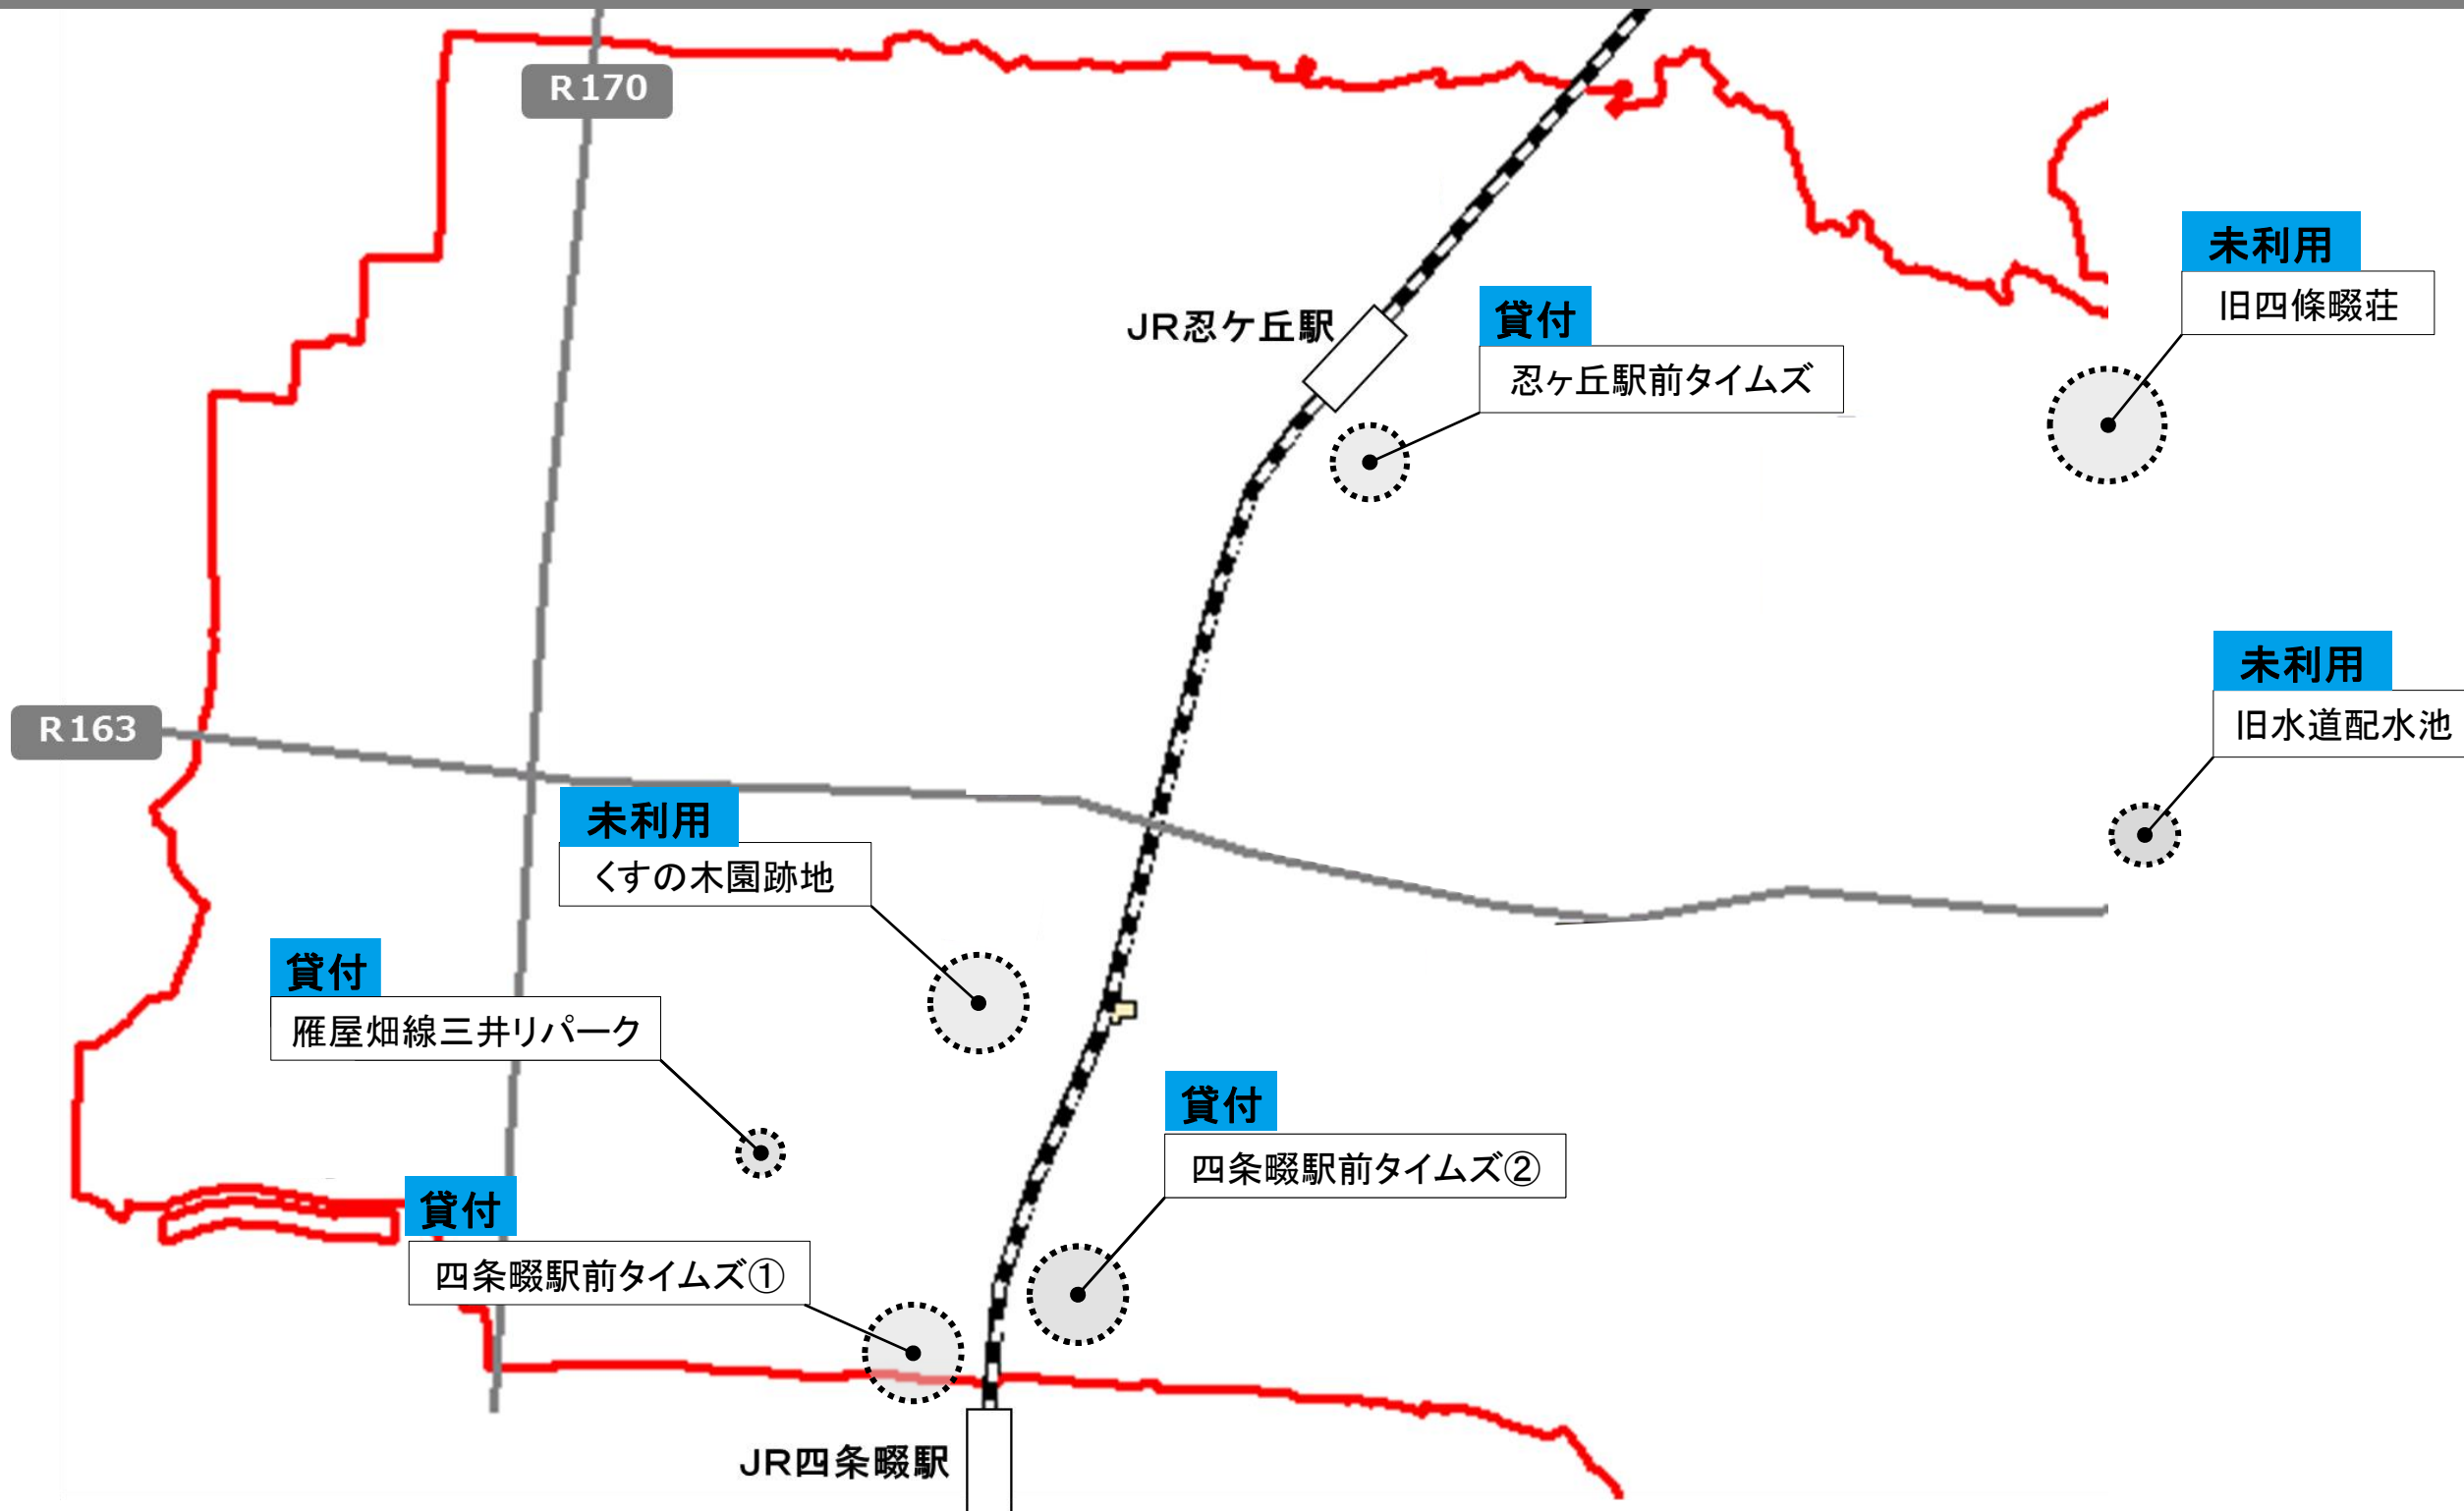 R170
未利用
旧四條畷荘
貸付
JR忍ケ丘駅
忍ヶ丘駅前タイムズ
未利用
旧水道配水池
R163
未利用
くすの木園跡地
貸付
雁屋畑線三井リパーク
貸付
四条畷駅前タイムズ②
貸付
四条畷駅前タイムズ①
JR四条畷駅